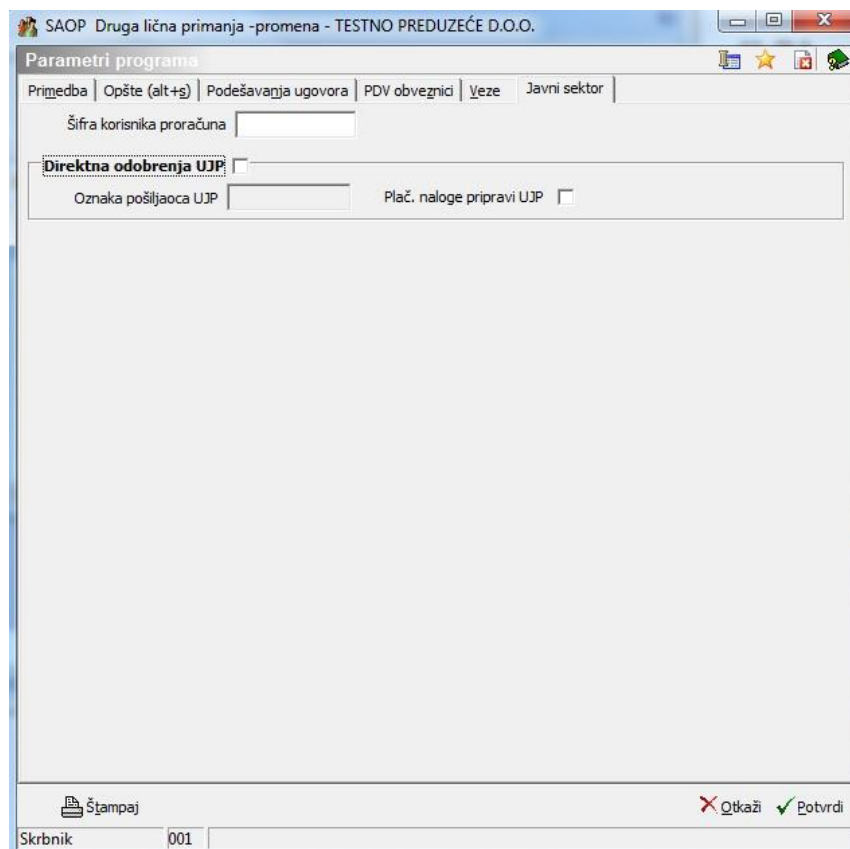 SAOP Druga lična primanja -promena - TESTNO PREDUZEĆE D.O.O.
Parametri programa
Primedba Opšte (alt+s) Podešavanja ugovora PDV obveznici Veze Javni sektor
Šifra korisnika proračuna
Direktna odobrenja UJP
Oznaka pošiljaoca UJP Plač. naloge pripravi UJP
Štampaj Otkaži Potvrdi
Skrbnik 001